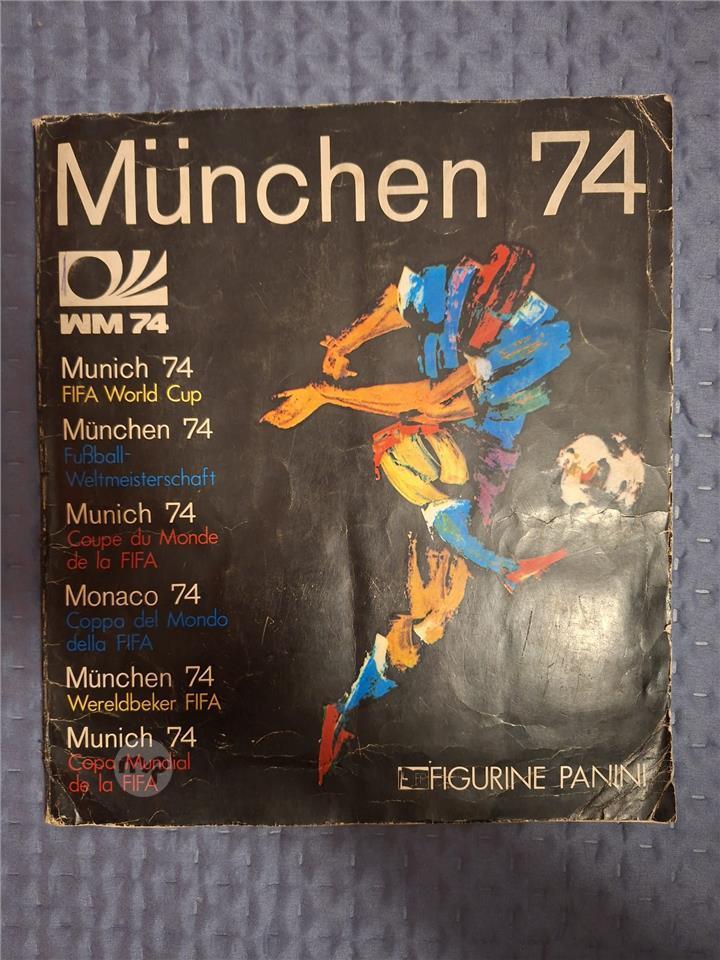 München 74
WM 74
Munich 74
FIFA World Cup
München 74
Fußball-
Weltmeisterschaft
Munich 74
Coupe du Monde
de la FIFA
Monaco 74
Coppa del Mondo
della FIFA
München 74
Wereldbeker FIFA
Munich 74
Copa Mundial
de la FIFA
FIGURINE PANINI